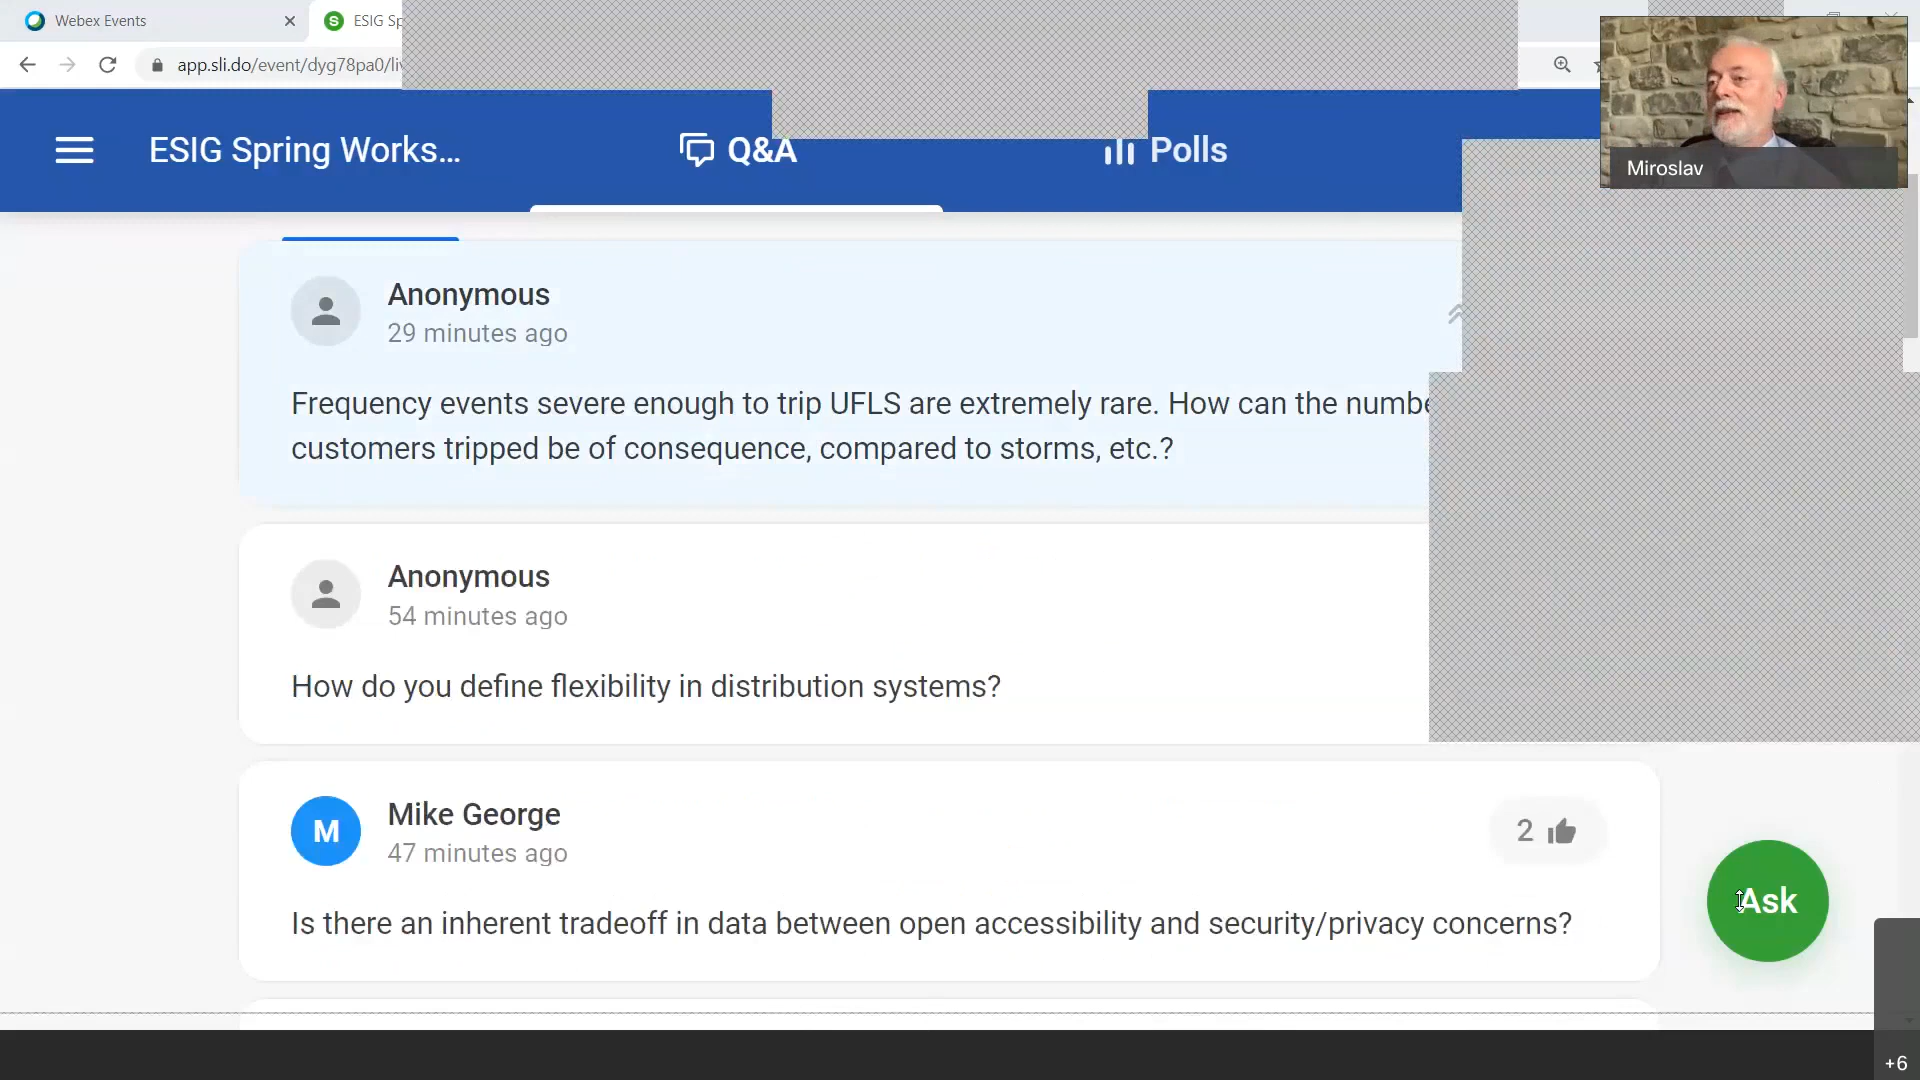 Webex Events
S ESIG Sp
app.sli.do/event/dyg78pa0/li
ESIG Spring Works...
Q&A
Polls
Miroslav
Anonymous
29 minutes ago
Frequency events severe enough to trip UFLS are extremely rare. How can the
customers tripped be of consequence, compared to storms, etc.?
Anonymous
54 minutes ago
How do you define flexibility in distribution systems?
M
Mike George
47 minutes ago
2
Is there an inherent tradeoff in data between open accessibility and security/privacy concerns?
Ask
+6